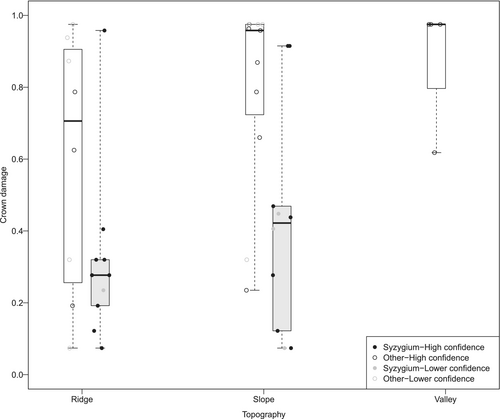 1.0
0.8
0.6
0.4
0.2
0.0
Crown damage
Ridge
Slope
Valley
Topography
Syzygium−High confidence
Other−High confidence
Syzygium−Lower confidence
Other−Lower confidence